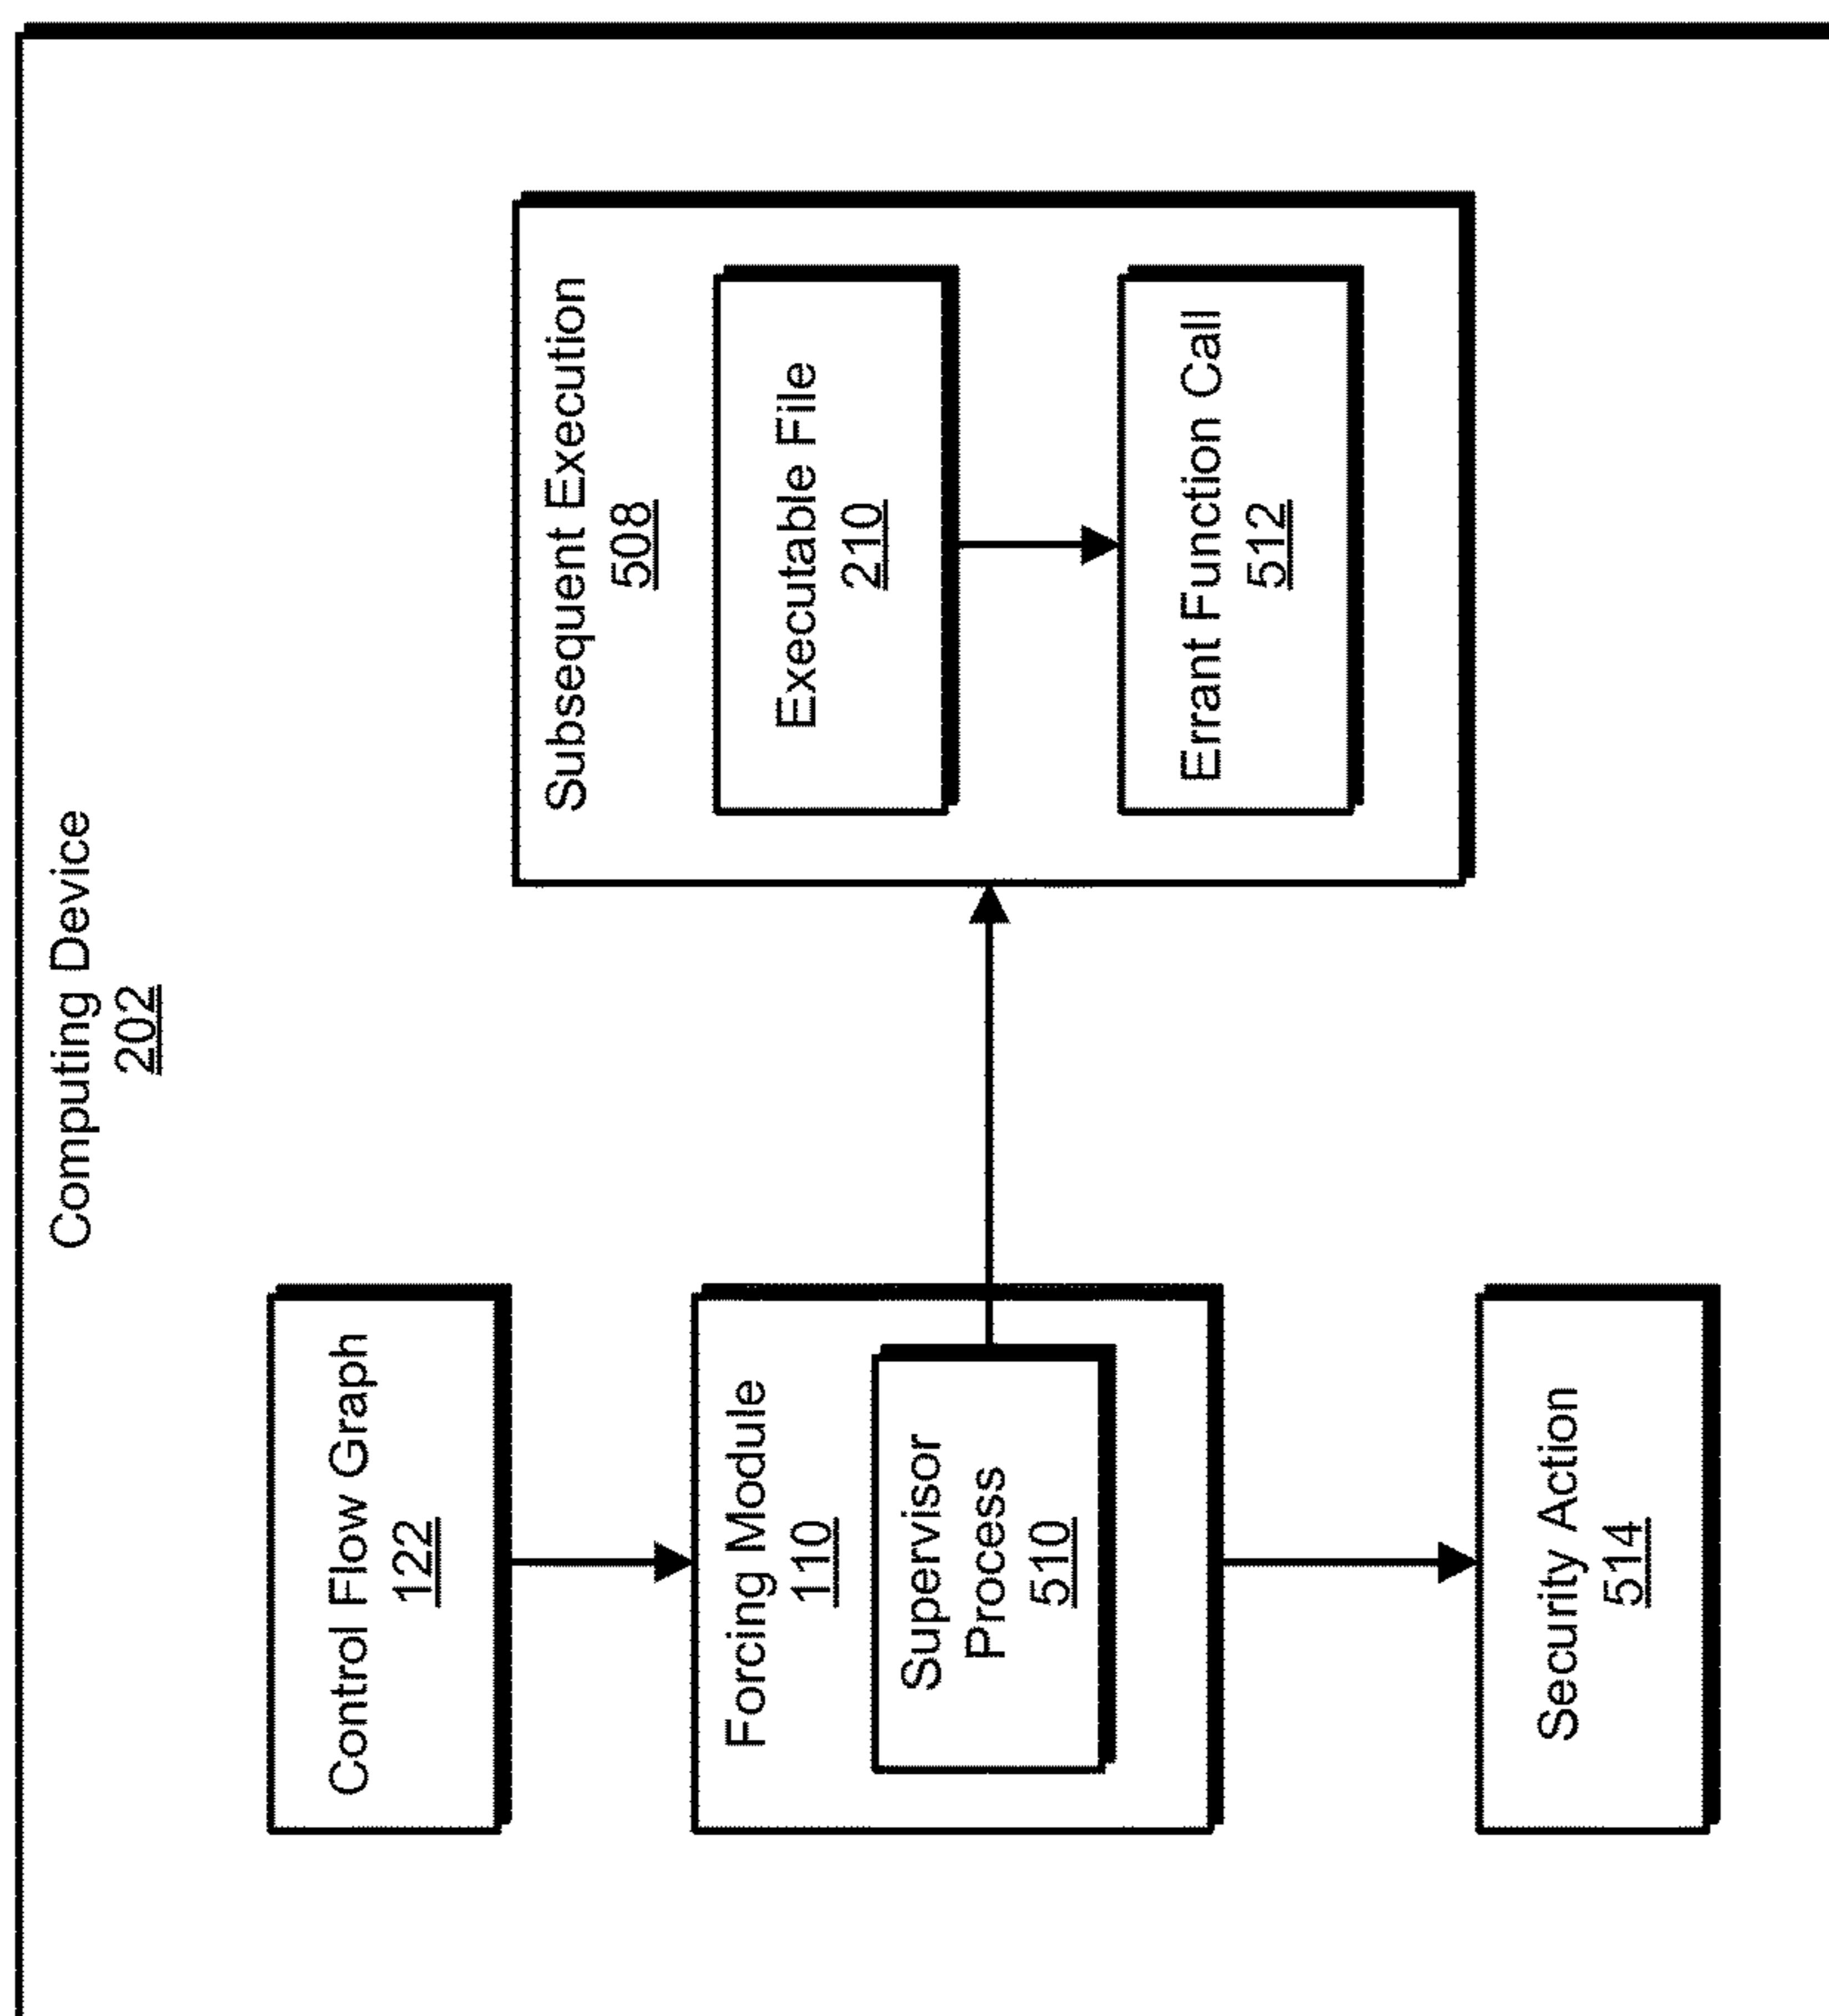 Computing Device
202
Control Flow Graph
122
Forcing Module
110
Supervisor
Process
510
Security Action
514
Subsequent Execution
508
Executable File
210
Errant Function Call
512